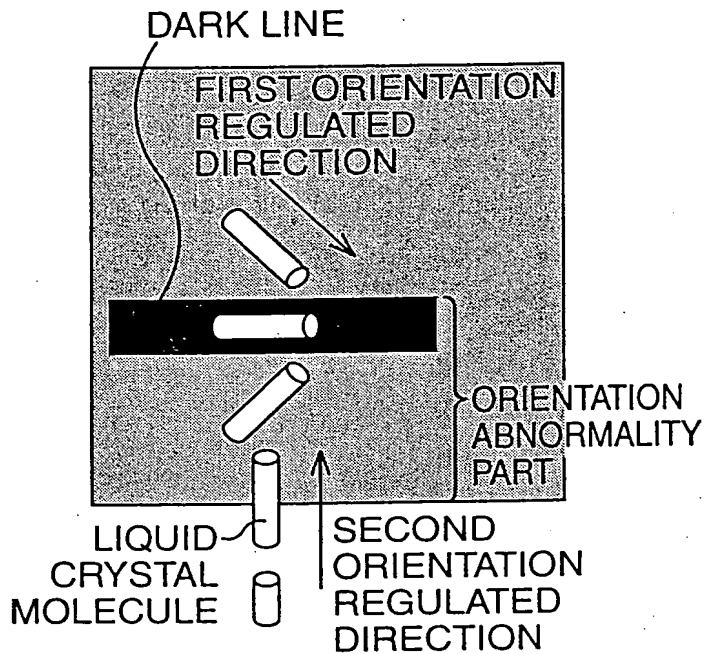 DARK LINE
FIRST ORIENTATION
REGULATED
DIRECTION
ORIENTATION
ABNORMALITY
PART
LIQUID
CRYSTAL
MOLECULE
SECOND
ORIENTATION
REGULATED
DIRECTION